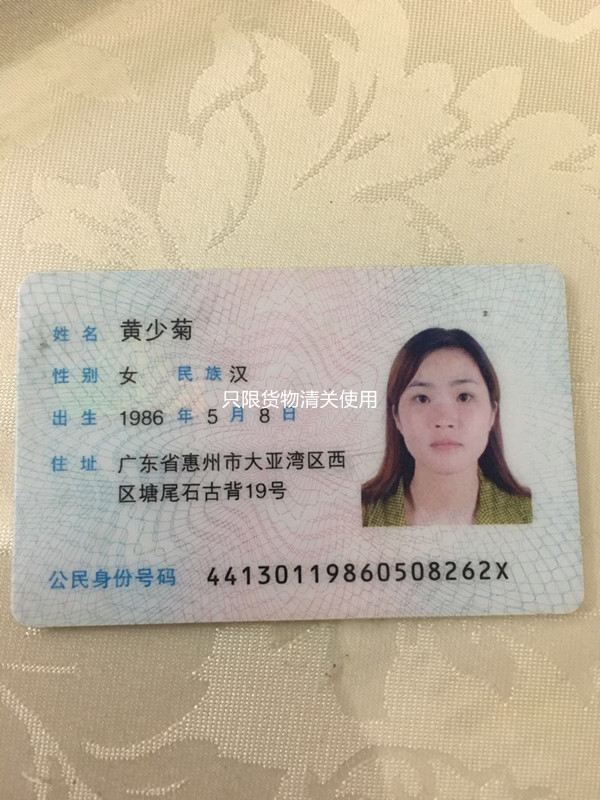 姓名 黄少菊
性别 女 民族 汉
只限货物清关使用
出生 1986 年 5 月 8 日
住址 广东省惠州市大亚湾区西
区塘尾石古背19号
公民身份号码 44130119860508262X